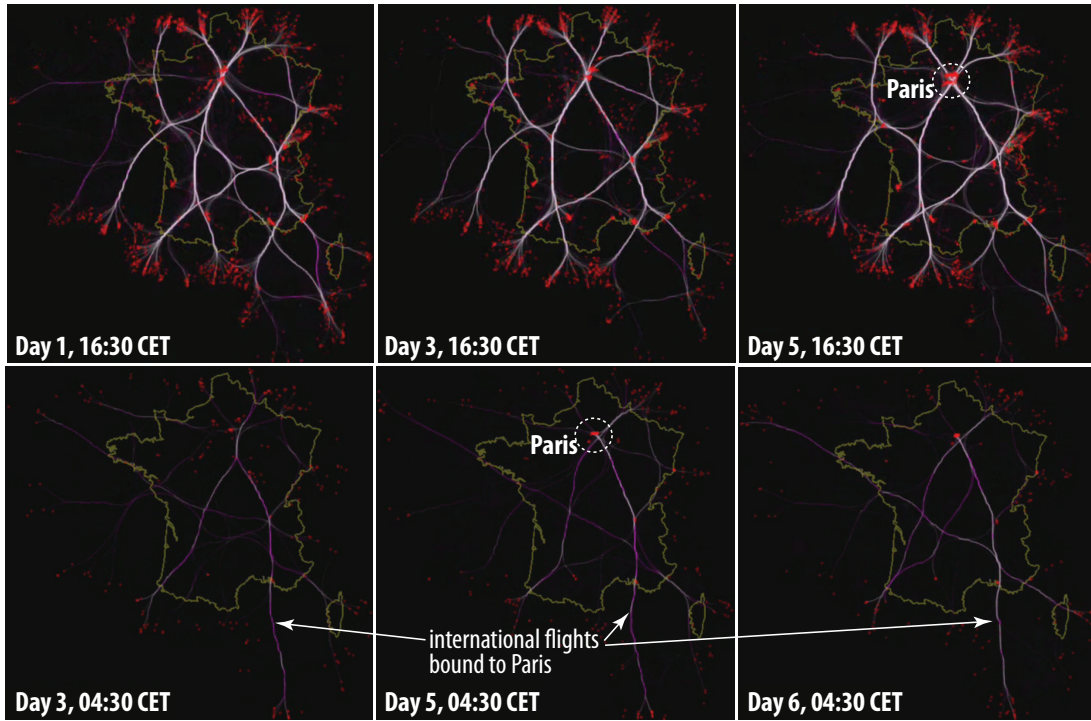 Paris
Day 1, 16:30 CET
Day 3, 16:30 CET
Day 5, 16:30 CET
Paris
international flights
bound to Paris
Day 3, 04:30 CET
Day 5, 04:30 CET
Day 6, 04:30 CET